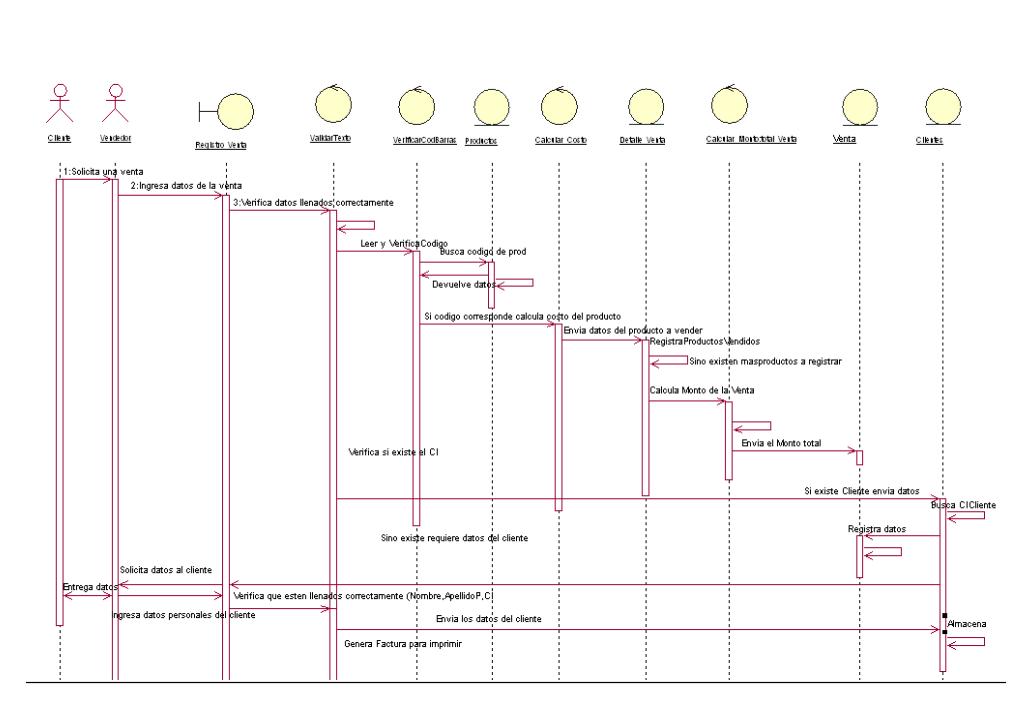 Cliente
Vendedor
Registro Venta
ValidarTexto
VerificarCodBarras
Productos
Calcular Costo
Detalle Venta
Calcular Montototal Venta
Venta
Clientes
1:Solicita una venta
2:Ingresa datos de la venta
3:Verifica datos llenados correctamente
Leer y VerificaCodigo
Busca codigo de prod
Devuelve datos
Si codigo corresponde calcula costo del producto
Envia datos del producto a vender
RegistraProductosVendidos
Sino existen masproductos a registrar
Calcula Monto de la Venta
Envia el Monto total
Verifica si existe el CI
Si existe Cliente envia datos
Busca CICliente
Registra datos
Sino existe requiere datos del cliente
Solicita datos al cliente
Entrega datos
Verifica que esten llenados correctamente (Nombre,ApellidoP,CI
Ingresa datos personales del cliente
Envia los datos del cliente
Almacena
Genera Factura para imprimir